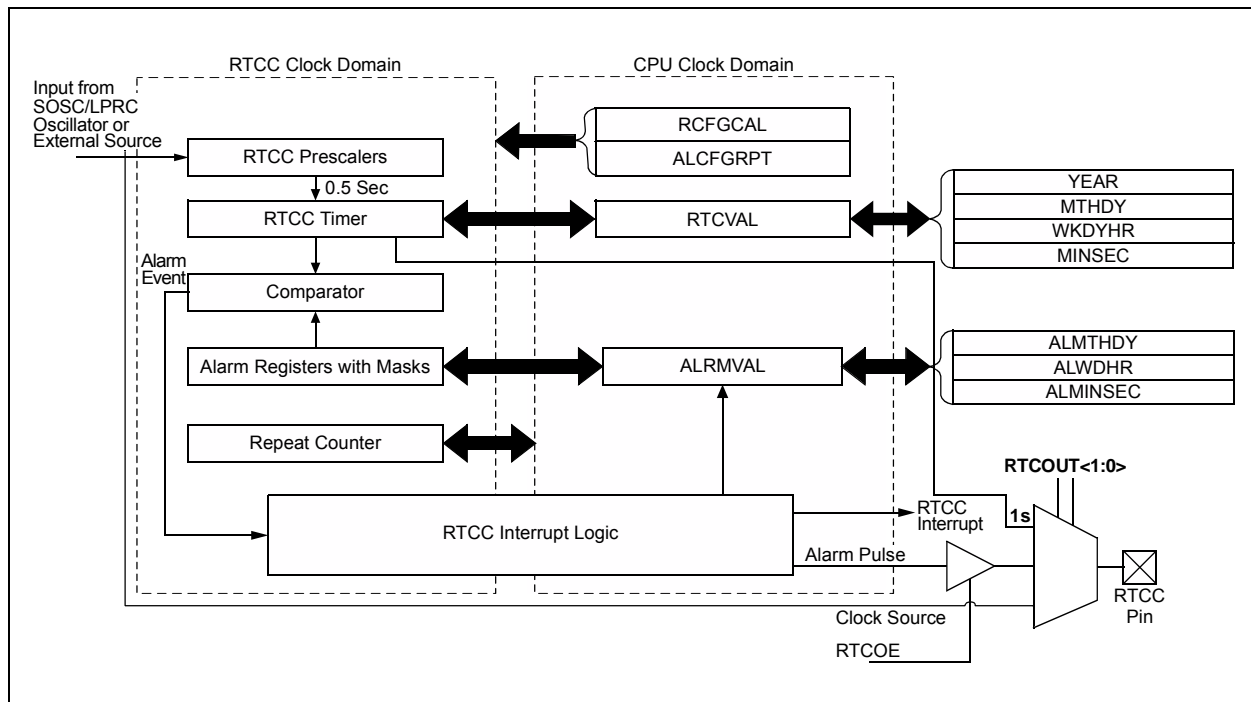 RTCC Clock Domain
CPU Clock Domain
Input from
SOSC/LPRC
Oscillator or
External Source
RCFGCAL
ALCFGRPT
RTCC Prescalers
0.5 Sec
RTCC Timer
RTCVAL
YEAR
MTHDY
WKDYHR
MINSEC
Alarm
Event
Comparator
Alarm Registers with Masks
ALRMVAL
ALMTHDY
ALWDHR
ALMINSEC
Repeat Counter
RTCOUT<1:0>
RTCC Interrupt Logic
RTCC
Interrupt
1s
Alarm Pulse
Clock Source
RTCOE
RTCC
Pin